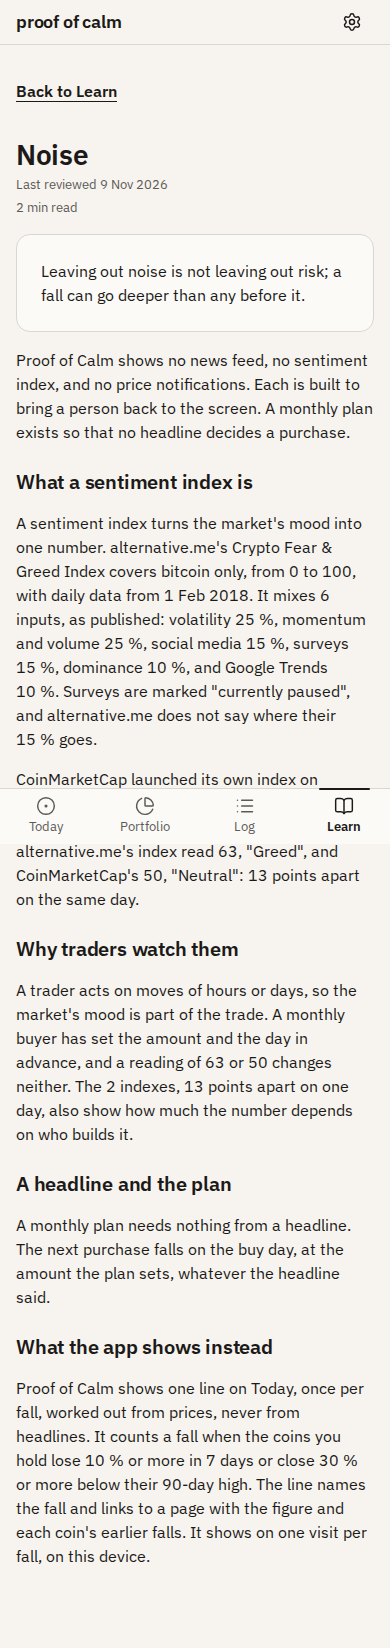 proof of calm
Back to Learn
Noise
Last reviewed 9 Nov 2026
2 min read
Leaving out noise is not leaving out risk; a
fall can go deeper than any before it.
Proof of Calm shows no news feed, no sentiment
index, and no price notifications. Each is built to
bring a person back to the screen. A monthly plan
exists so that no headline decides a purchase.
What a sentiment index is
A sentiment index turns the market's mood into
one number. alternative.me's Crypto Fear &
Greed Index covers bitcoin only, from 0 to 100,
with daily data from 1 Feb 2018. It mixes 6
inputs, as published: volatility 25 %, momentum
and volume 25 %, social media 15 %, surveys
15 %, dominance 10 %, and Google Trends
10 %. Surveys are marked "currently paused",
and alternative.me does not say where their
15 % goes.
CoinMarketCap launched its own index on
Today
Portfolio
Log
Learn
alternative.me's index read 63, "Greed", and
CoinMarketCap's 50, "Neutral": 13 points apart
on the same day.
Why traders watch them
A trader acts on moves of hours or days, so the
market's mood is part of the trade. A monthly
buyer has set the amount and the day in
advance, and a reading of 63 or 50 changes
neither. The 2 indexes, 13 points apart on one
day, also show how much the number depends
on who builds it.
A headline and the plan
A monthly plan needs nothing from a headline.
The next purchase falls on the buy day, at the
amount the plan sets, whatever the headline
said.
What the app shows instead
Proof of Calm shows one line on Today, once per
fall, worked out from prices, never from
headlines. It counts a fall when the coins you
hold lose 10 % or more in 7 days or close 30 %
or more below their 90-day high. The line names
the fall and links to a page with the figure and
each coin's earlier falls. It shows on one visit per
fall, on this device.